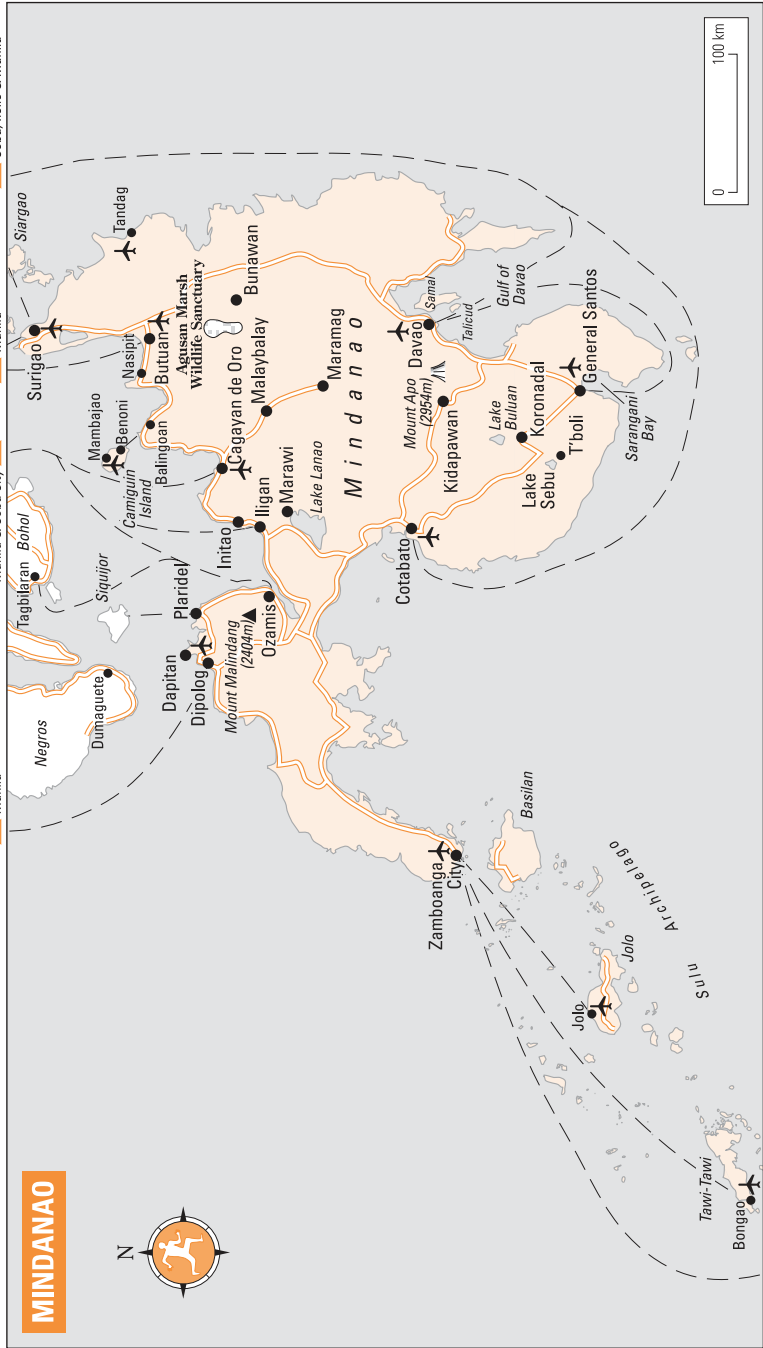 MINDANAO
N
Negros
Dumaguete
Tagbilaran
Bohol
Siquijor
Surigao
Siargao
Tandag
Mambajao
Benoni
Camiguin
Island
Nasipit
Butuan
Balingoan
Agusan Marsh
Wildlife Sanctuary
Bunawan
Cagayan de Oro
Malaybalay
Maramag
Initao
Iligan
Marawi
Lake Lanao
Mindanao
Plaridel
Dapitan
Dipolog
Mount Malindang
(2404m)
Ozamis
Cotabato
Kidapawan
Mount Apo
(2954m)
Davao
Samal
Talicud
Gulf of
Davao
Lake
Buluan
Koronadal
Lake
Sebu
T'boli
General Santos
Sarangani
Bay
Zamboanga
City
Basilan
Jolo
Jolo
Sulu Archipelago
Tawi-Tawi
Bongao
0
100 km